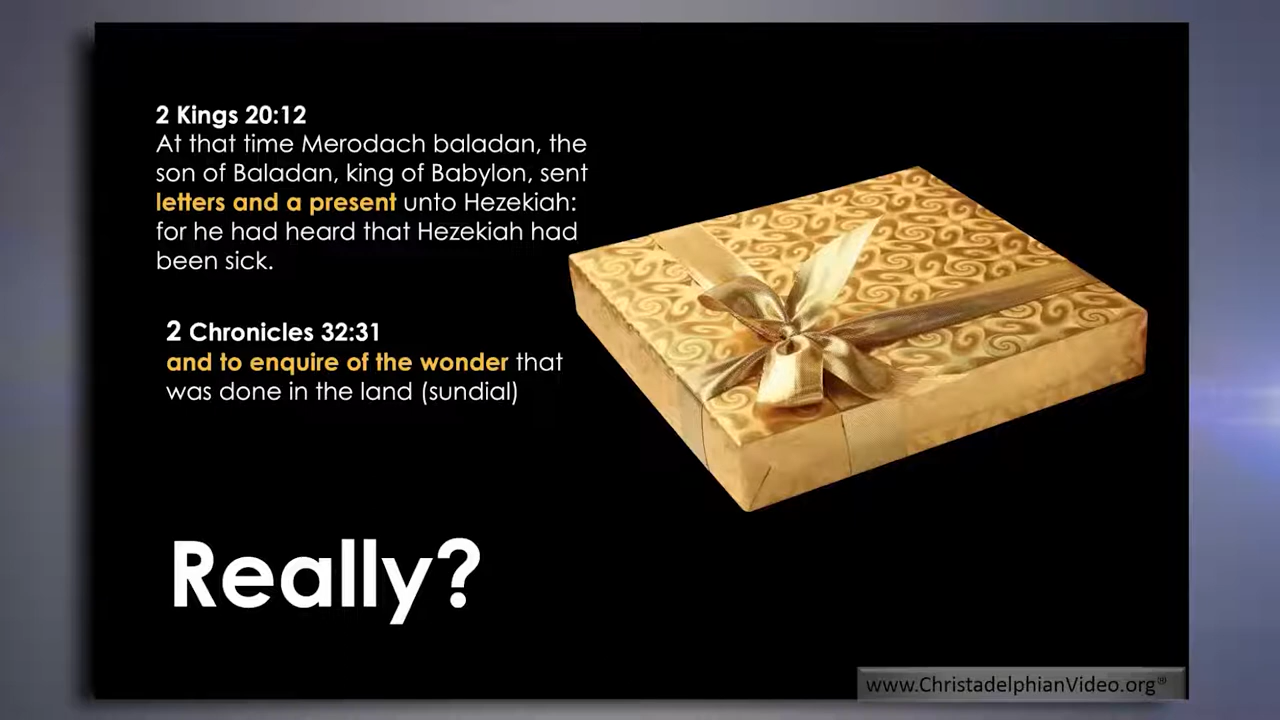 2 Kings 20:12
At that time Merodach baladan, the
son of Baladan, king of Babylon, sent
letters and a present unto Hezekiah:
for he had heard that Hezekiah had
been sick.
2 Chronicles 32:31
and to enquire of the wonder that
was done in the land (sundial)
Really?
www.ChristadelphianVideo.org®